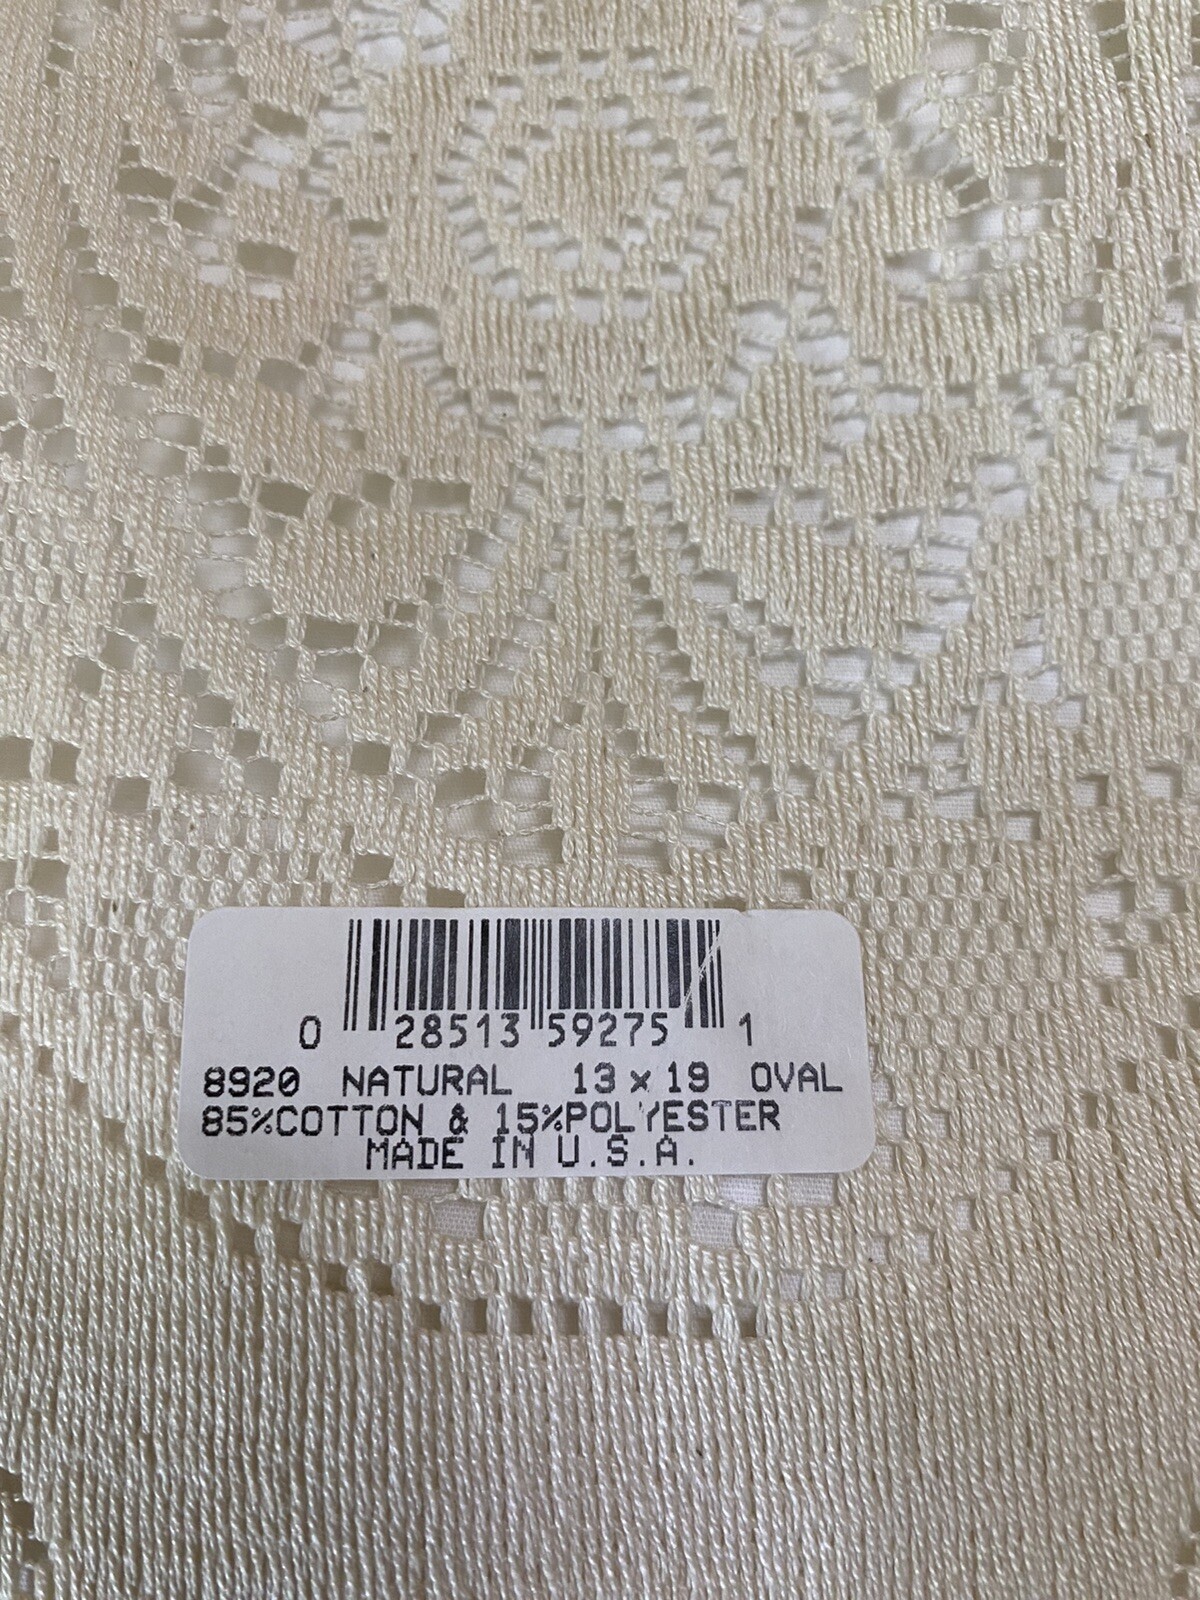 0 28513 59275 1
8920 NATURAL 13 x 19 OVAL
85%COTTON & 15%POLYESTER
MADE IN U.S.A.